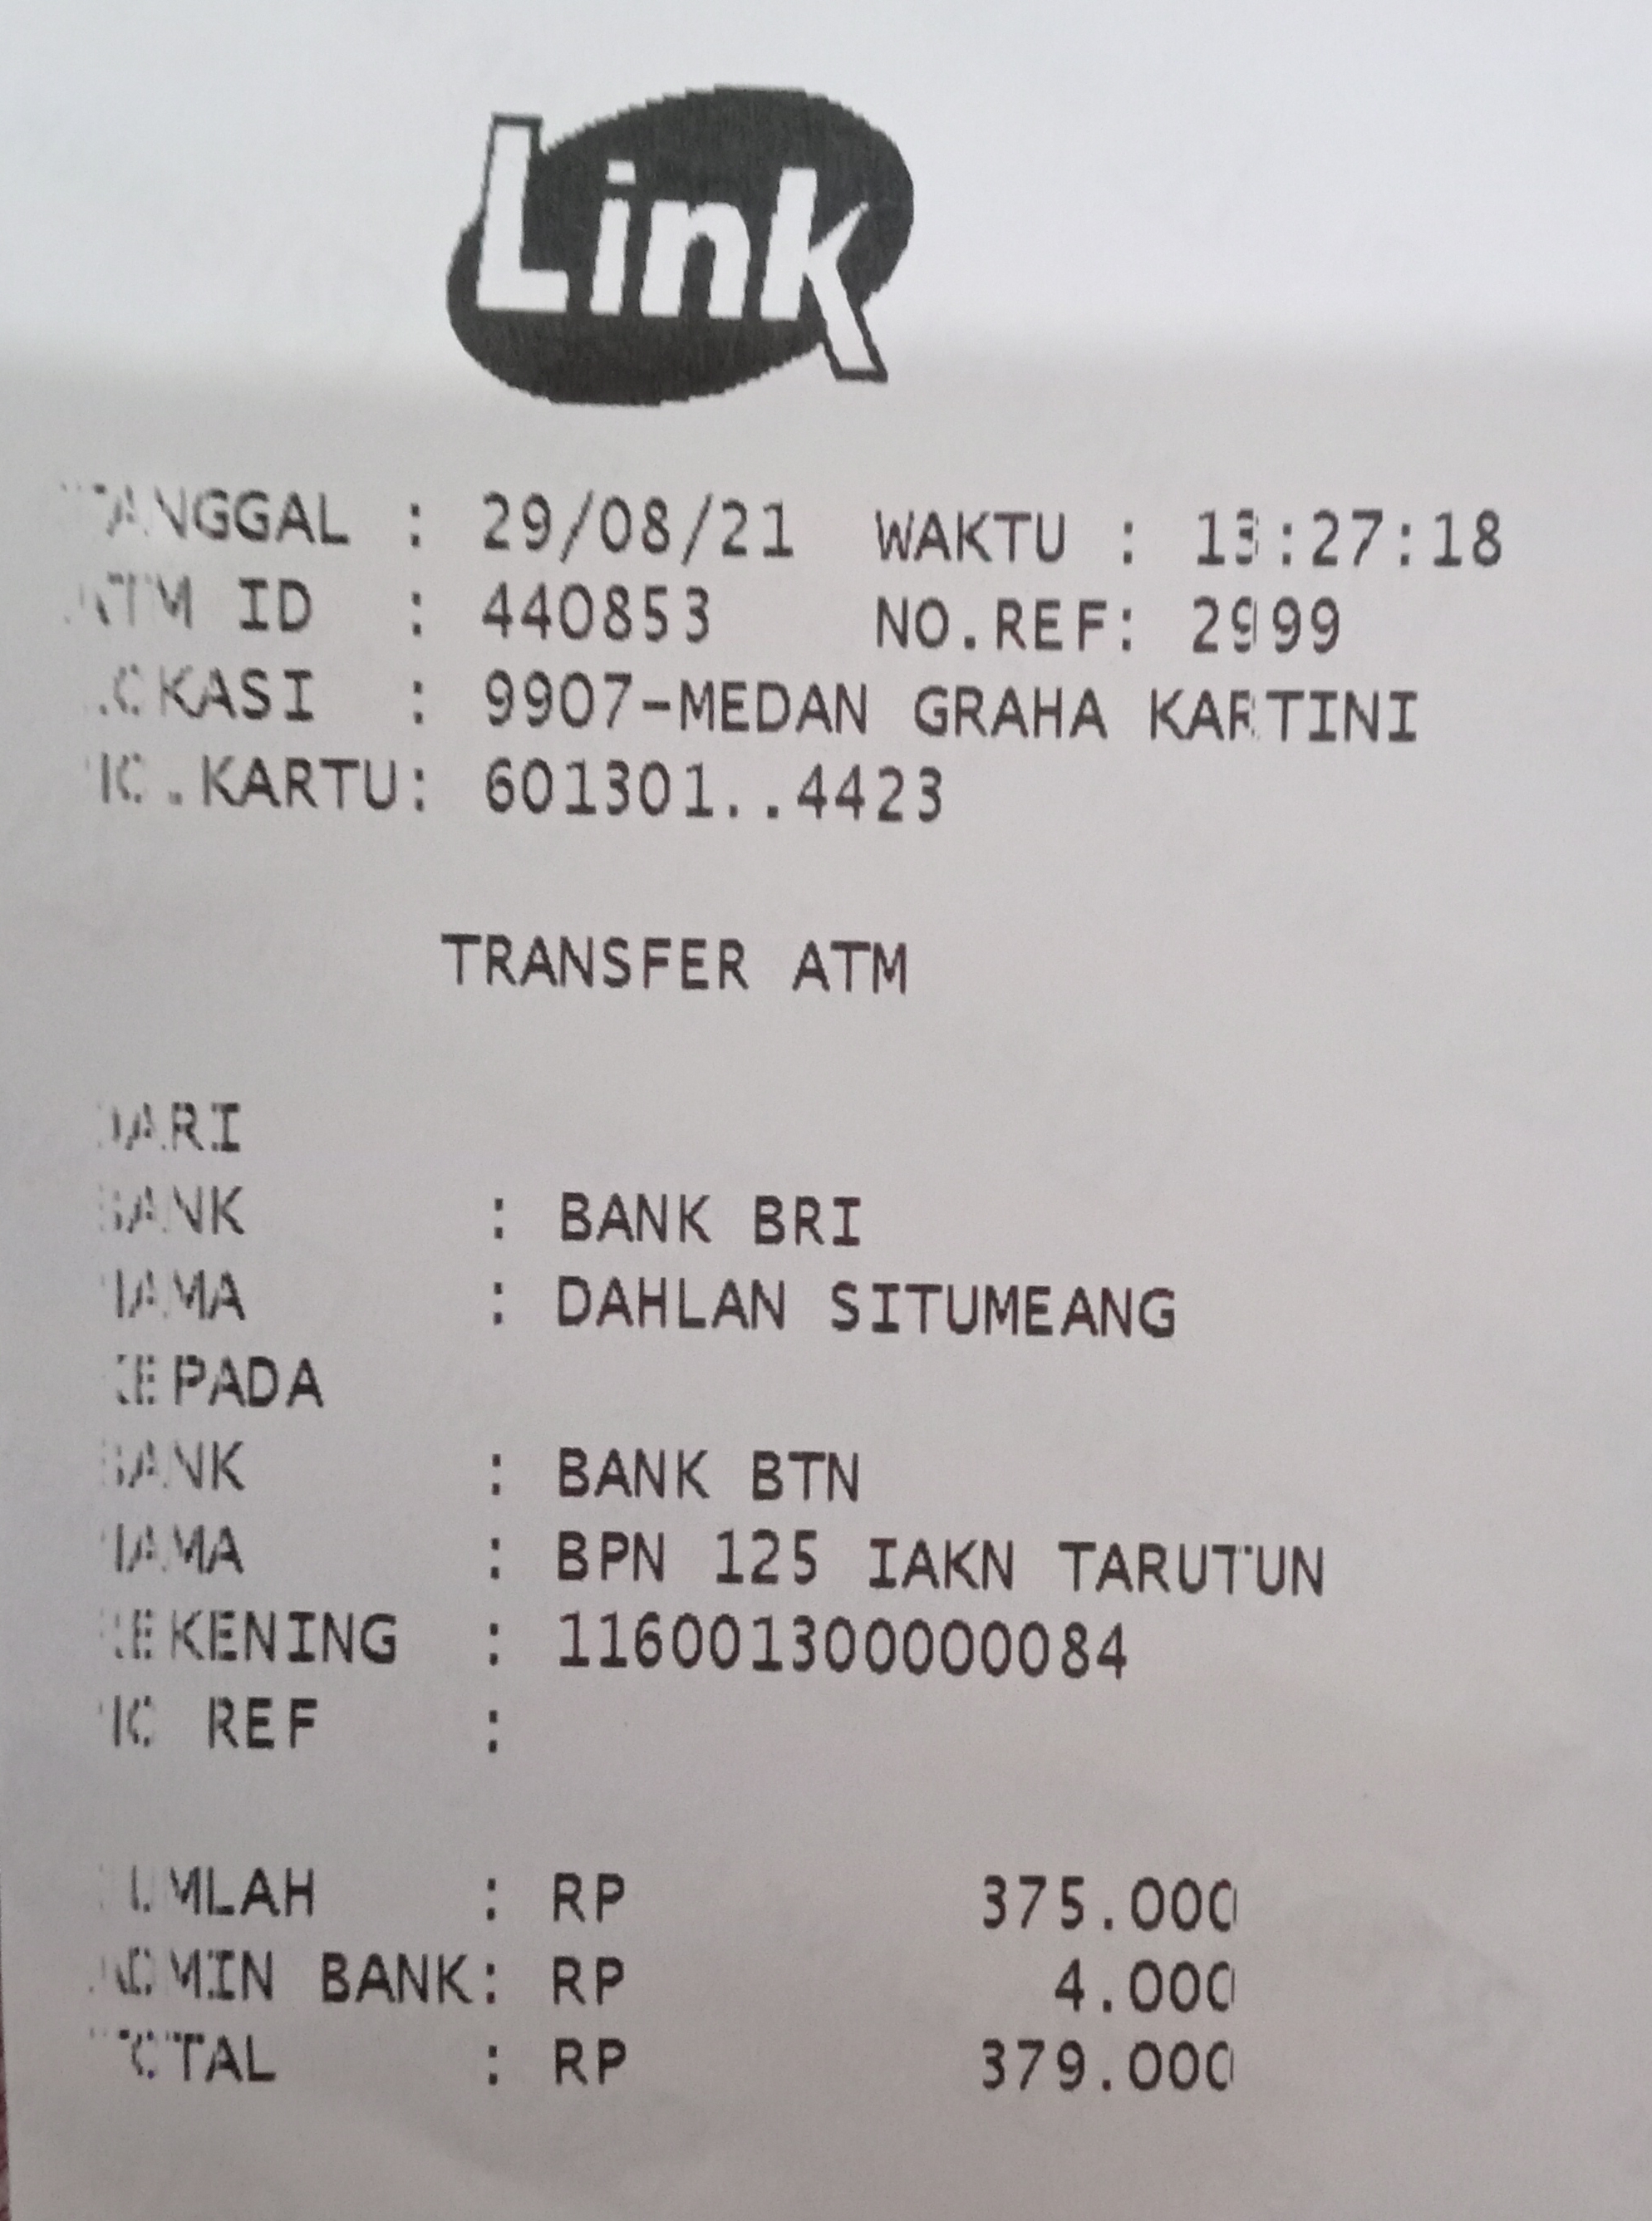 Link
TANGGAL : 29/08/21 WAKTU : 13:27:18
ATM ID : 440853 NO.REF: 2999
LOKASI : 9907-MEDAN GRAHA KARTINI
NO.KARTU: 601301..4423
TRANSFER ATM
DARI
BANK : BANK BRI
NAMA : DAHLAN SITUMEANG
KEPADA
BANK : BANK BTN
NAMA : BPN 125 IAKN TARUTUN
REKENING : 116001300000084
NO REF :
JUMLAH : RP 375.000
ADMIN BANK: RP 4.000
TOTAL : RP 379.000